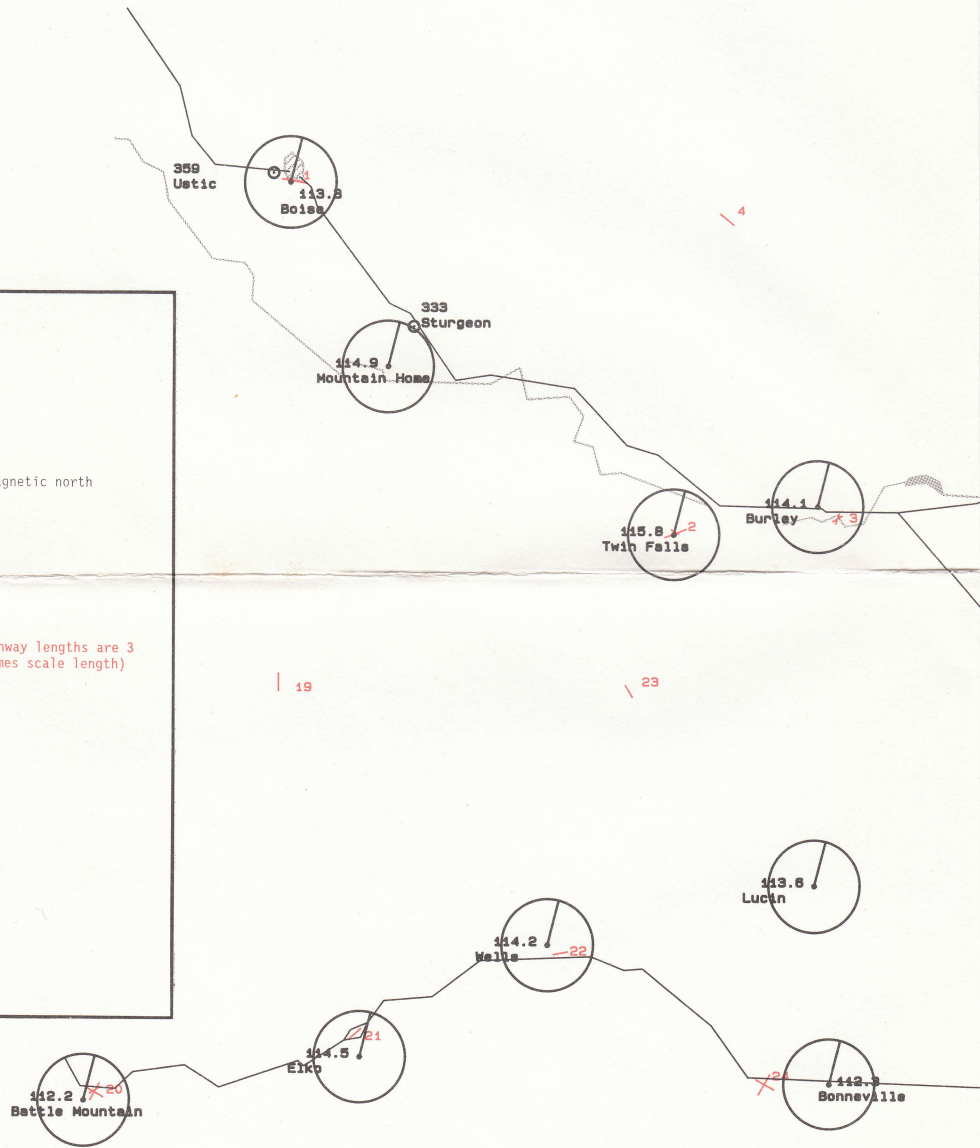 359
Ustic
1
113.8
Boise
4
333
Sturgeon
114.9
Mountain Home
gnetic north
114.1
Burley
3
115.8
2
Twin Falls
nway lengths are 3
mes scale length)
19
23
113.6
Lucin
114.2
Wells
22
21
114.5
Elko
24
112.3
Bonneville
20
112.2
Battle Mountain